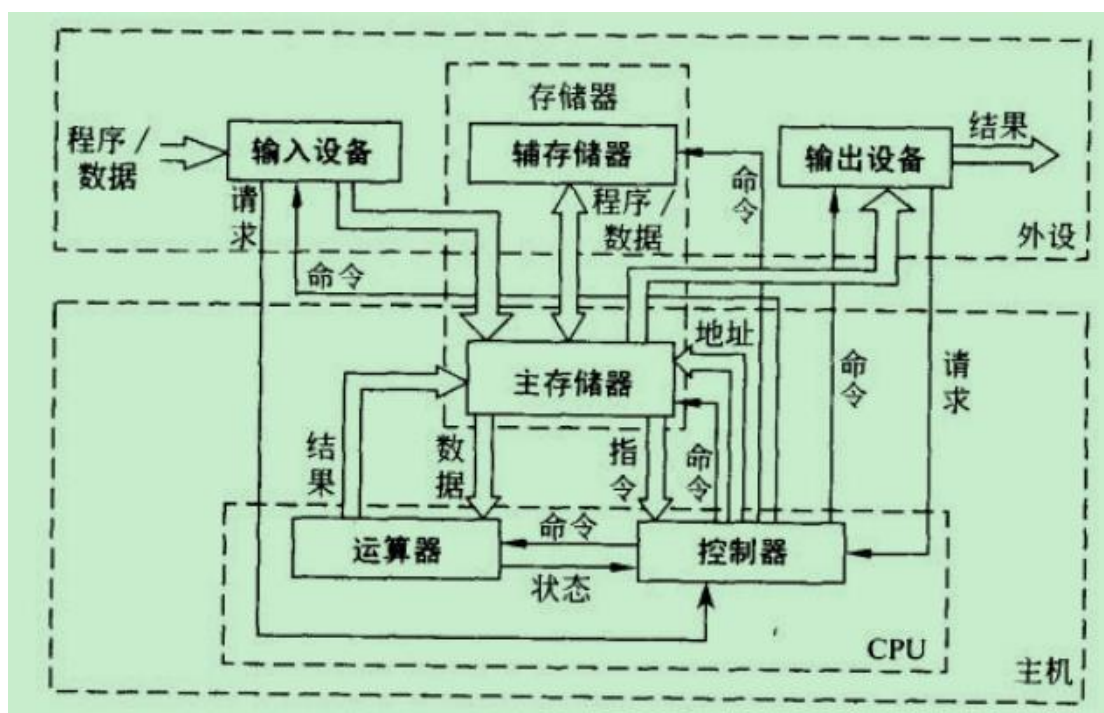 存储器
程序/
数据
输入设备
辅存储器
输出设备
结果
请求
命令
程序/
数据
命令
外设
地址
主存储器
命令
请求
结果
数据
指令
命令
运算器
命令
状态
控制器
CPU
主机